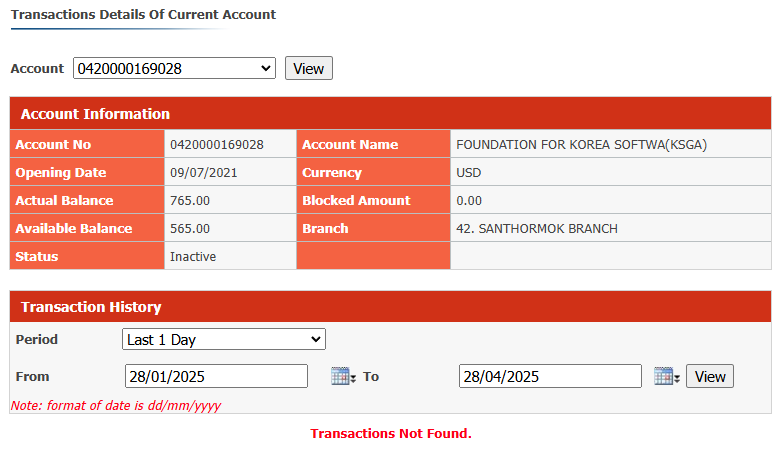 Transactions Details Of Current Account
Account 0420000169028 View
Account Information
Account No 0420000169028 Account Name FOUNDATION FOR KOREA SOFTWA(KSGA)
Opening Date 09/07/2021 Currency USD
Actual Balance 765.00 Blocked Amount 0.00
Available Balance 565.00 Branch 42. SANTHORMOK BRANCH
Status Inactive
Transaction History
Period Last 1 Day
From 28/01/2025 To 28/04/2025 View
Note: format of date is dd/mm/yyyy
Transactions Not Found.